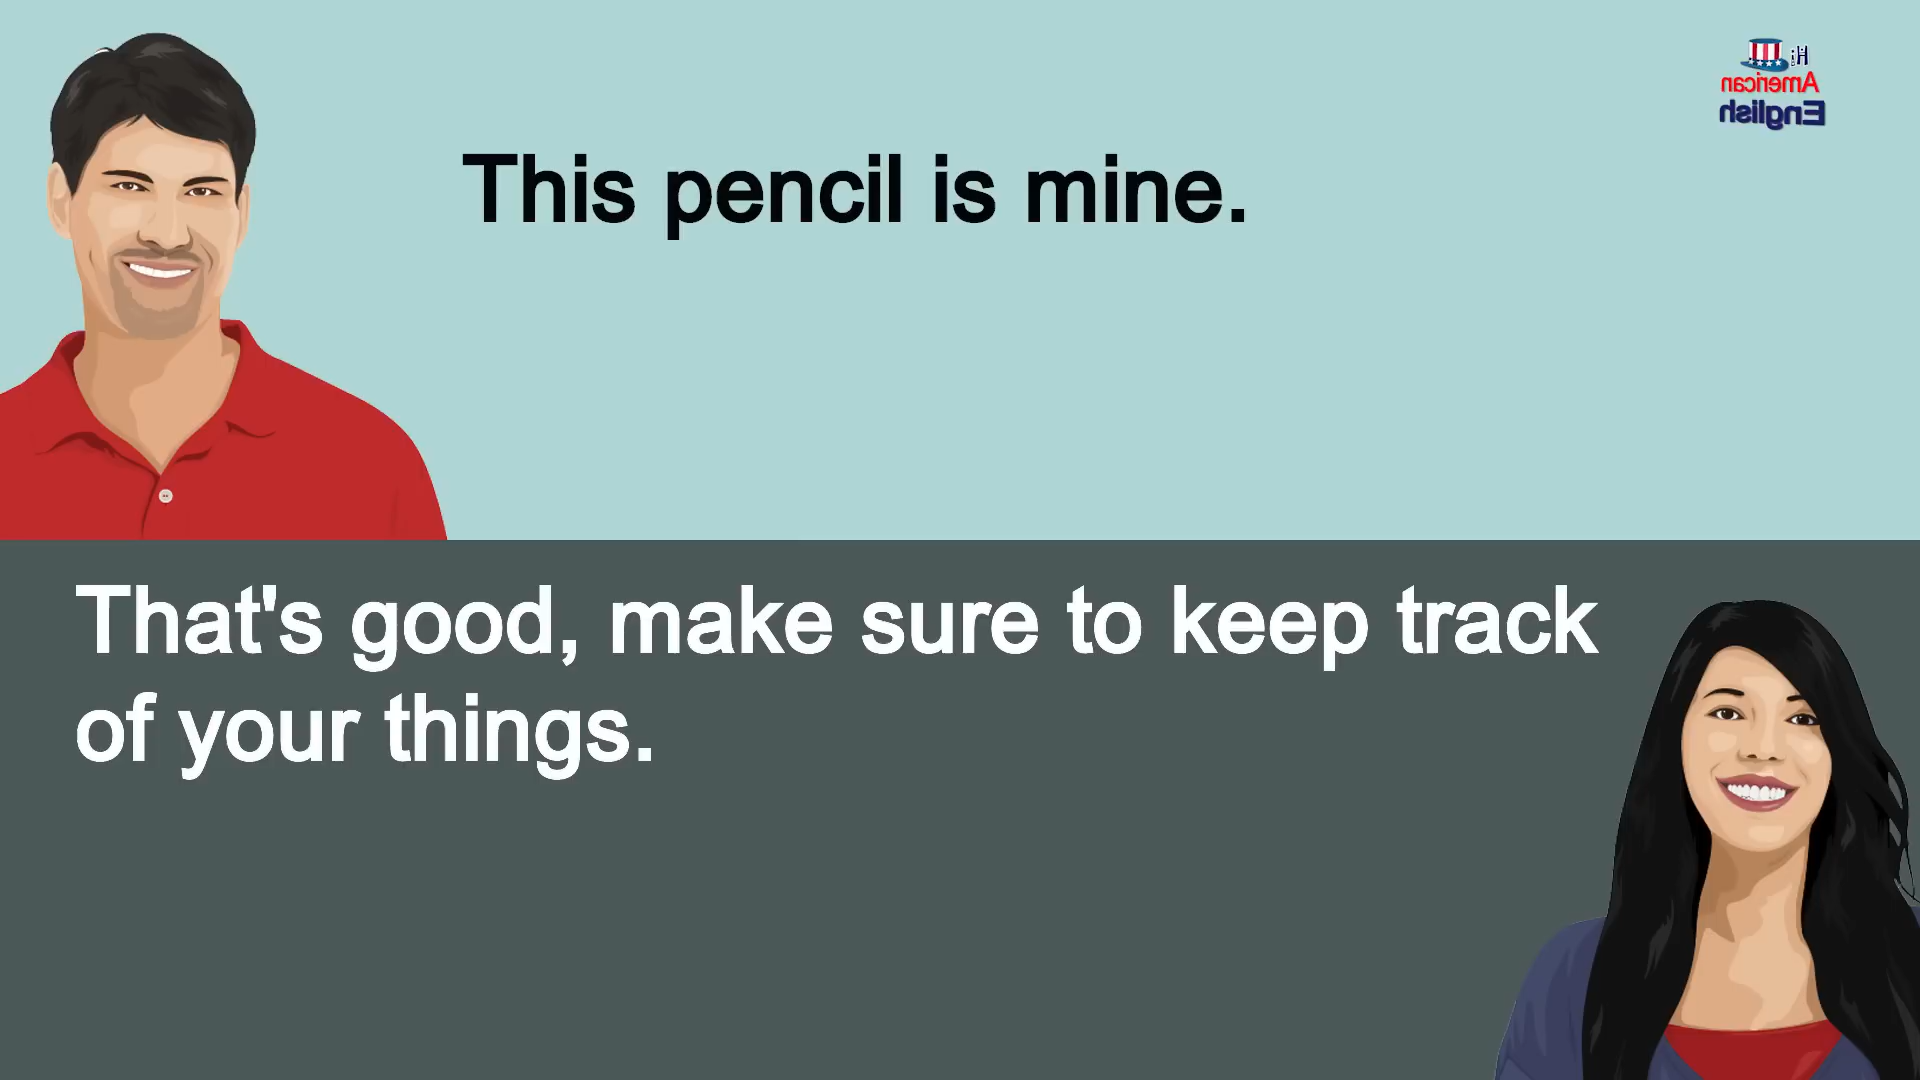 Hi
American
English
This pencil is mine.
That's good, make sure to keep track
of your things.